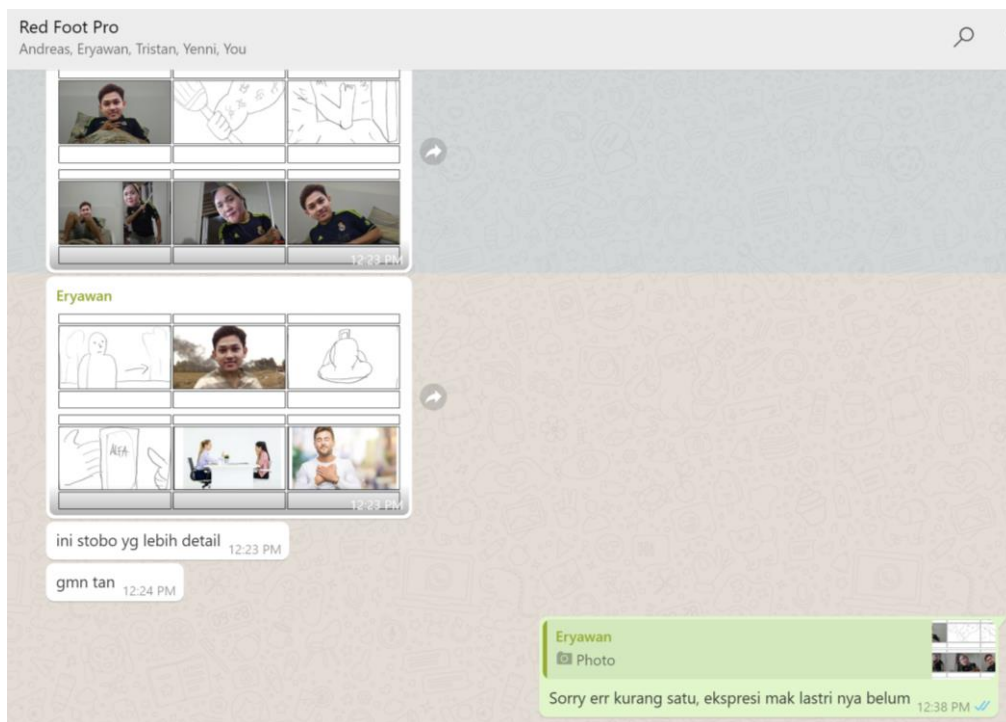 Red Foot Pro
Andreas, Eryawan, Tristan, Yenni, You
12:23 PM
Eryawan
ALFA
12:23 PM
ini stobo yg lebih detail 12:23 PM
gmn tan 12:24 PM
Eryawan
Photo
Sorry err kurang satu, ekspresi mak lastri nya belum 12:38 PM